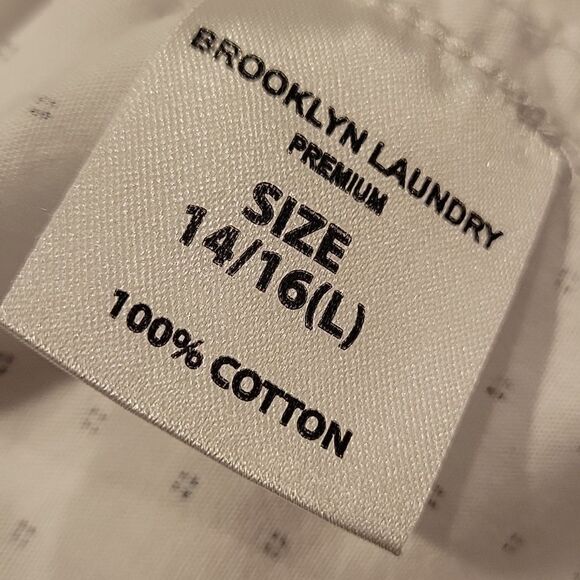 BROOKLYN LAUNDRY
PREMIUM
SIZE
14/16(L)
100% COTTON